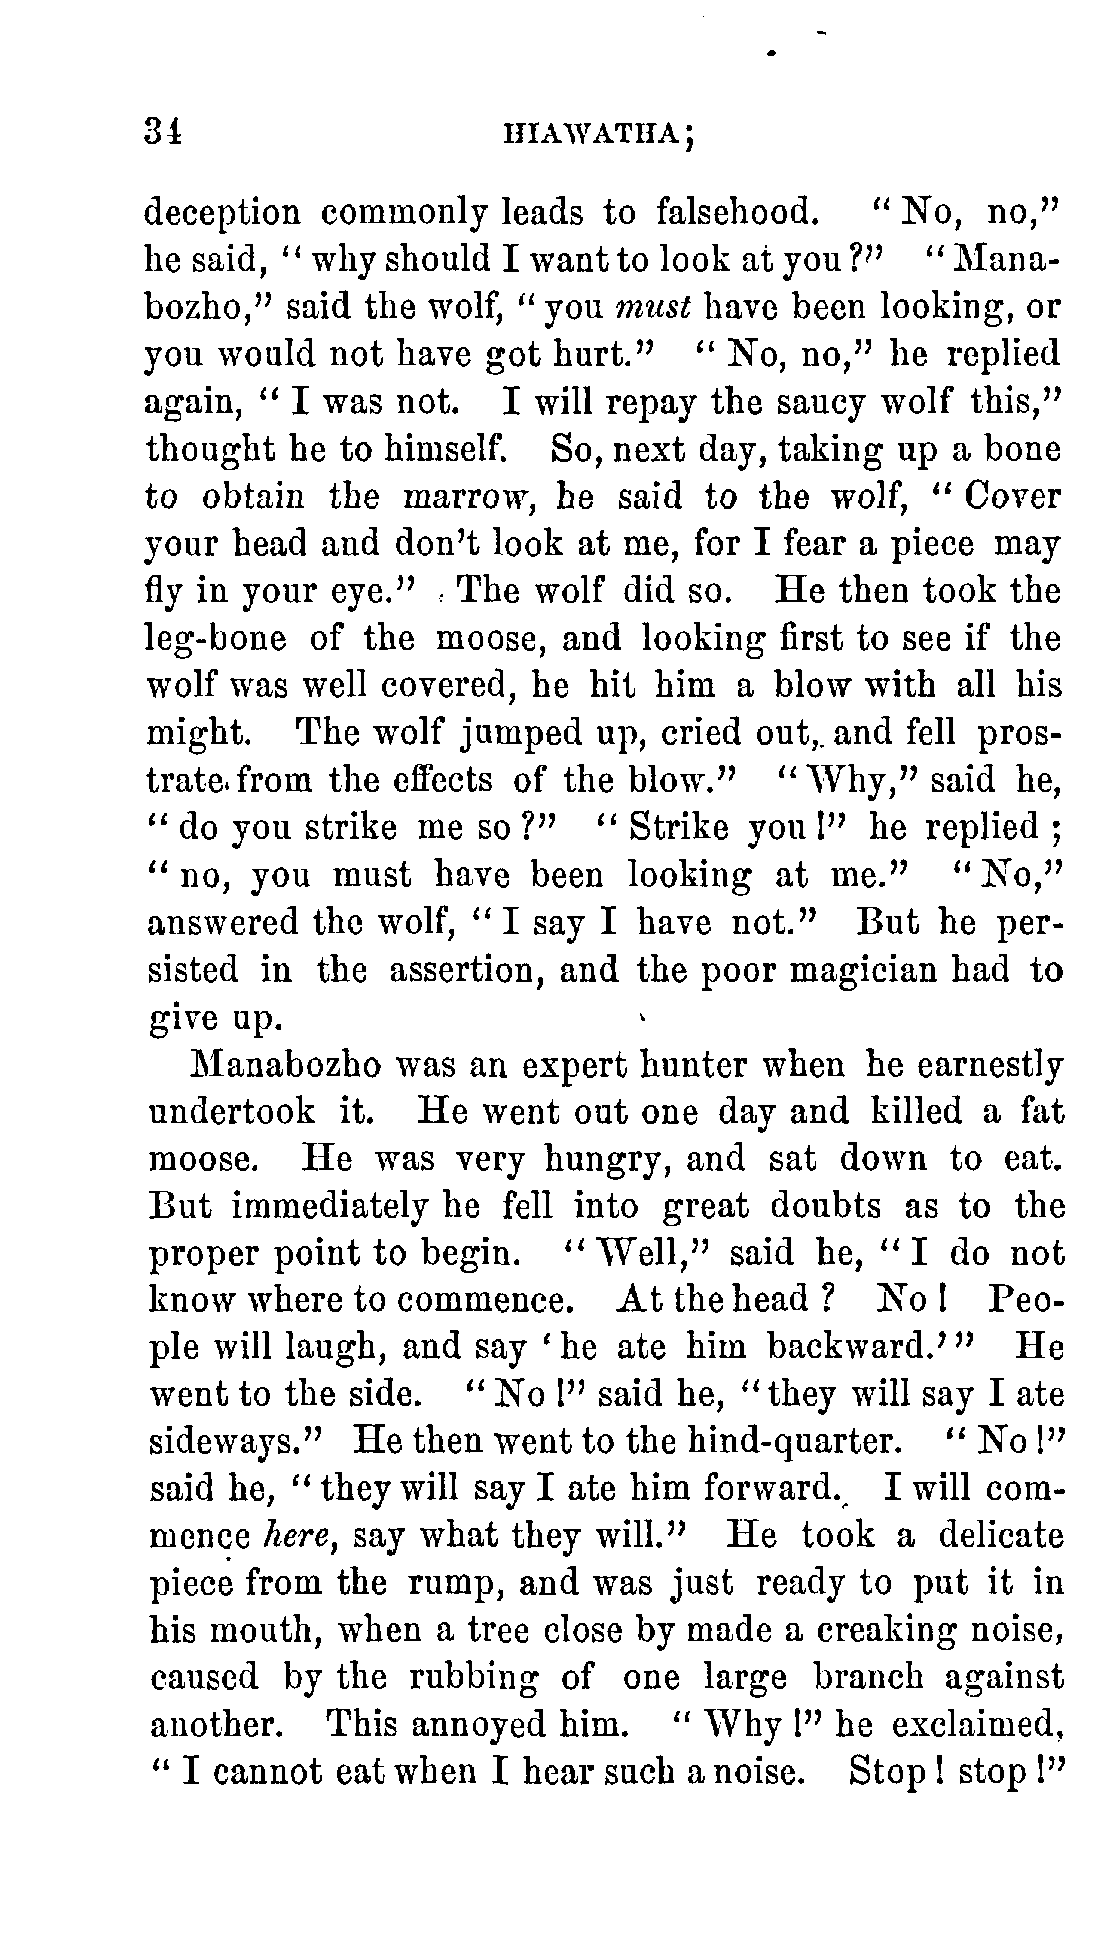 34 HIAWATHA;
deception commonly leads to falsehood. "No, no,"
he said, "why should I want to look at you?" "Mana-
bozho," said the wolf, "you must have been looking, or
you would not have got hurt." "No, no," he replied
again, "I was not. I will repay the saucy wolf this,"
thought he to himself. So, next day, taking up a bone
to obtain the marrow, he said to the wolf, "Cover
your head and don't look at me, for I fear a piece may
fly in your eye." The wolf did so. He then took the
leg-bone of the moose, and looking first to see if the
wolf was well covered, he hit him a blow with all his
might. The wolf jumped up, cried out, and fell pros-
trate from the effects of the blow." "Why," said he,
"do you strike me so?" "Strike you!" he replied;
"no, you must have been looking at me." "No,"
answered the wolf, "I say I have not." But he per-
sisted in the assertion, and the poor magician had to
give up.
Manabozho was an expert hunter when he earnestly
undertook it. He went out one day and killed a fat
moose. He was very hungry, and sat down to eat.
But immediately he fell into great doubts as to the
proper point to begin. "Well," said he, "I do not
know where to commence. At the head? No! Peo-
ple will laugh, and say 'he ate him backward.'" He
went to the side. "No!" said he, "they will say I ate
sideways." He then went to the hind-quarter. "No!"
said he, "they will say I ate him forward. I will com-
mence here, say what they will." He took a delicate
piece from the rump, and was just ready to put it in
his mouth, when a tree close by made a creaking noise,
caused by the rubbing of one large branch against
another. This annoyed him. "Why!" he exclaimed,
"I cannot eat when I hear such a noise. Stop! stop!"